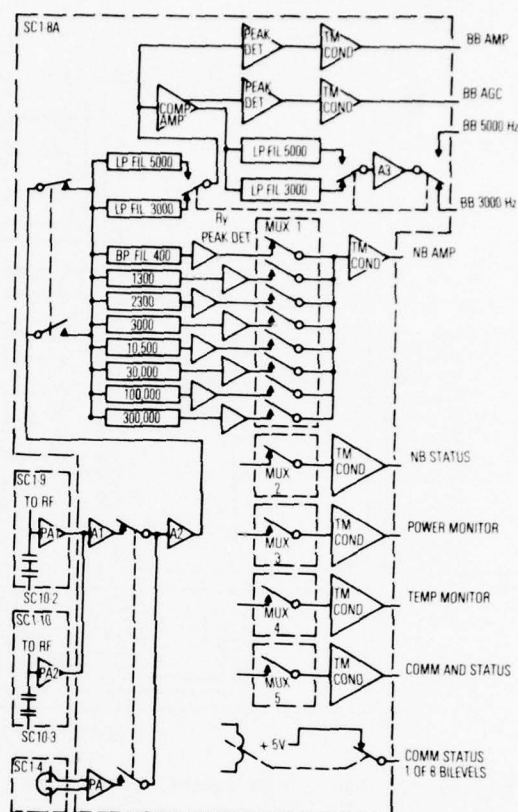 SC1-8A
PEAK DET
TM COND
BB AMP
COMP AMP
PEAK DET
TM COND
BB AGC
BB 5000 Hz
LP FIL 5000
LP FIL 5000
LP FIL 3000
A3
LP FIL 3000
BB 3000 Hz
Ry
PEAK DET
MUX 1
BP FIL 400
TM COND
NB AMP
1300
2300
3000
10,500
30,000
100,000
300,000
MUX 2
TM COND
NB STATUS
SC1-9
TO RF
PA1
A1
A2
SC10-2
MUX 3
TM COND
POWER MONITOR
SC1-10
TO RF
PA2
SC10-3
MUX 4
TM COND
TEMP MONITOR
MUX 5
TM COND
COMM AND STATUS
+ 5V
COMM STATUS
1 OF 8 BILEVELS
SC1-4
PA